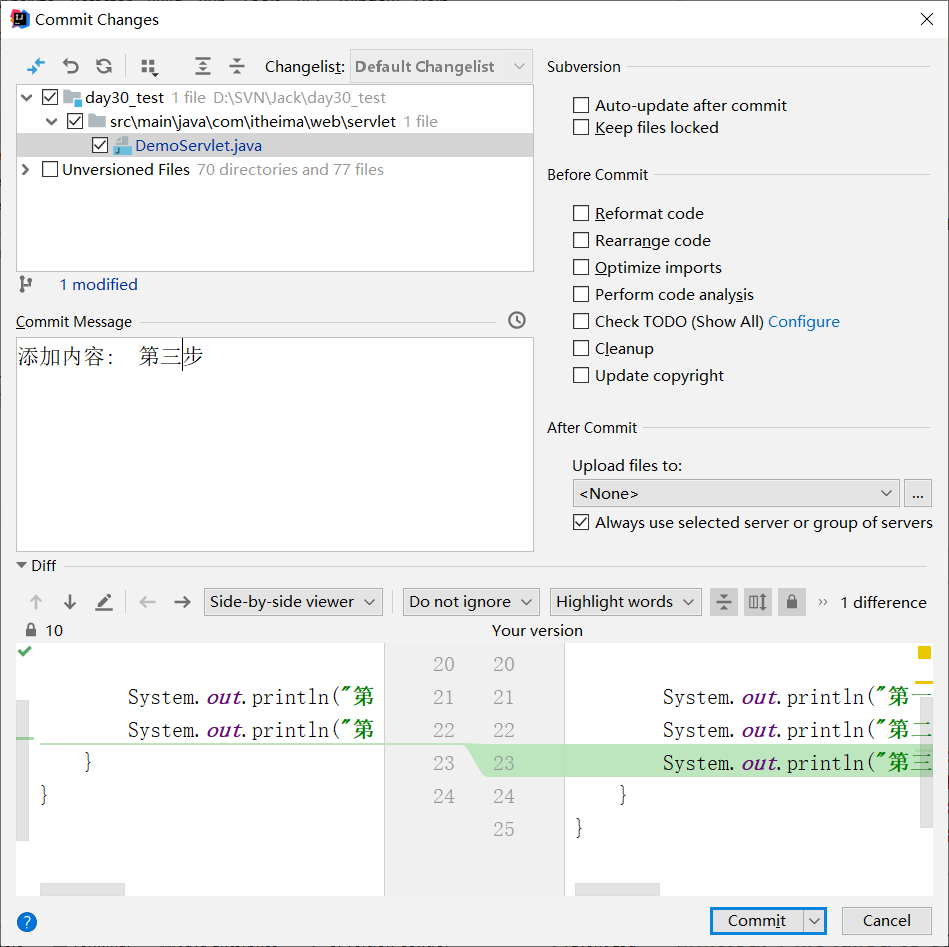 Commit Changes
Changelist: Default Changelist
day30_test 1 file D:\SVN\Jack\day30_test
src\main\java\com\itheima\web\servlet 1 file
DemoServlet.java
Unversioned Files 70 directories and 77 files
1 modified
Commit Message
添加内容: 第三步
Subversion
Auto-update after commit
Keep files locked
Before Commit
Reformat code
Rearrange code
Optimize imports
Perform code analysis
Check TODO (Show All) Configure
Cleanup
Update copyright
After Commit
Upload files to:
<None> ...
Always use selected server or group of servers
Diff
Side-by-side viewer Do not ignore Highlight words 1 difference
10 Your version
20 20
System.out.println("第 21 21 System.out.println("第一
System.out.println("第 22 22 System.out.println("第二
} 23 23 System.out.println("第三
} 24 24 }
25 }
? Commit Cancel